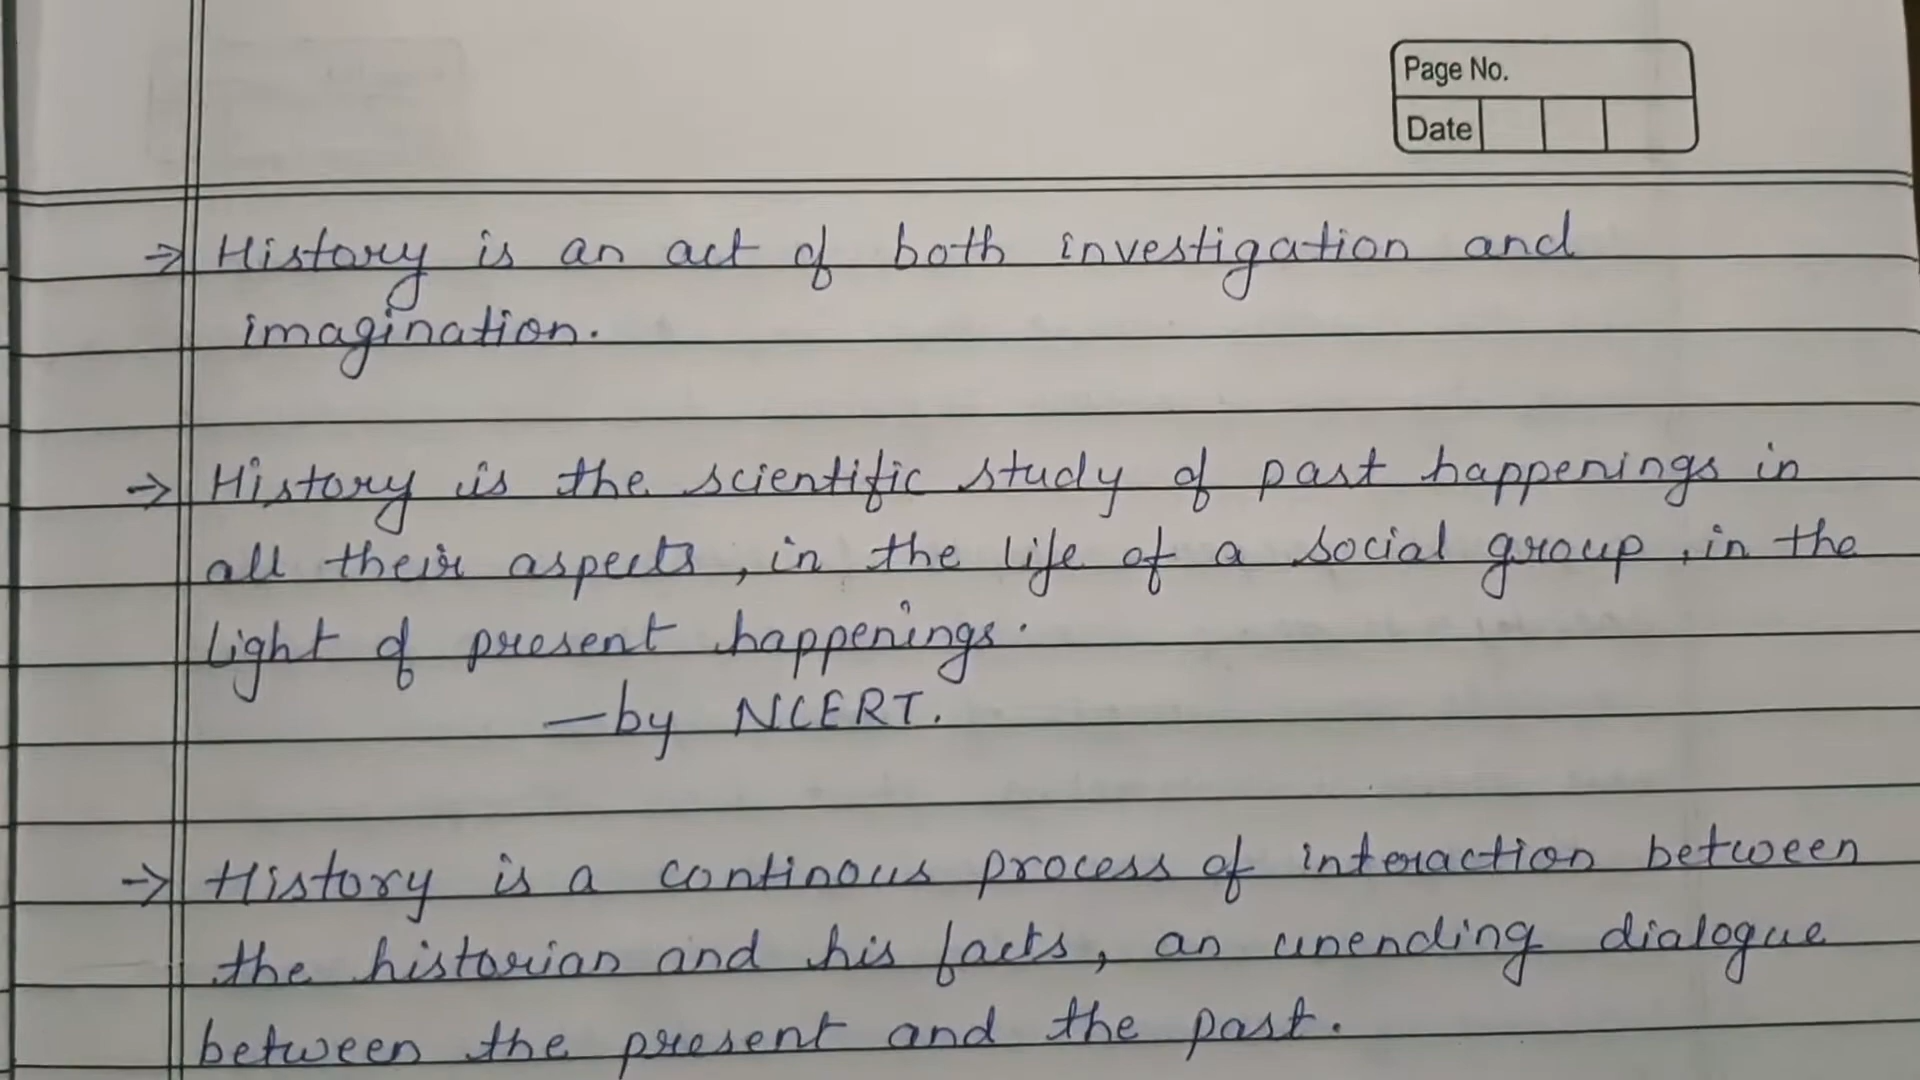 Page No.
Date
→ History is an act of both investigation and
imagination.
→ History is the scientific study of past happenings in
all their aspects, in the life of a social group, in the
light of present happenings.
—by NCERT.
→ History is a continous process of interaction between
the historian and his facts, an unending dialogue
between the present and the past.